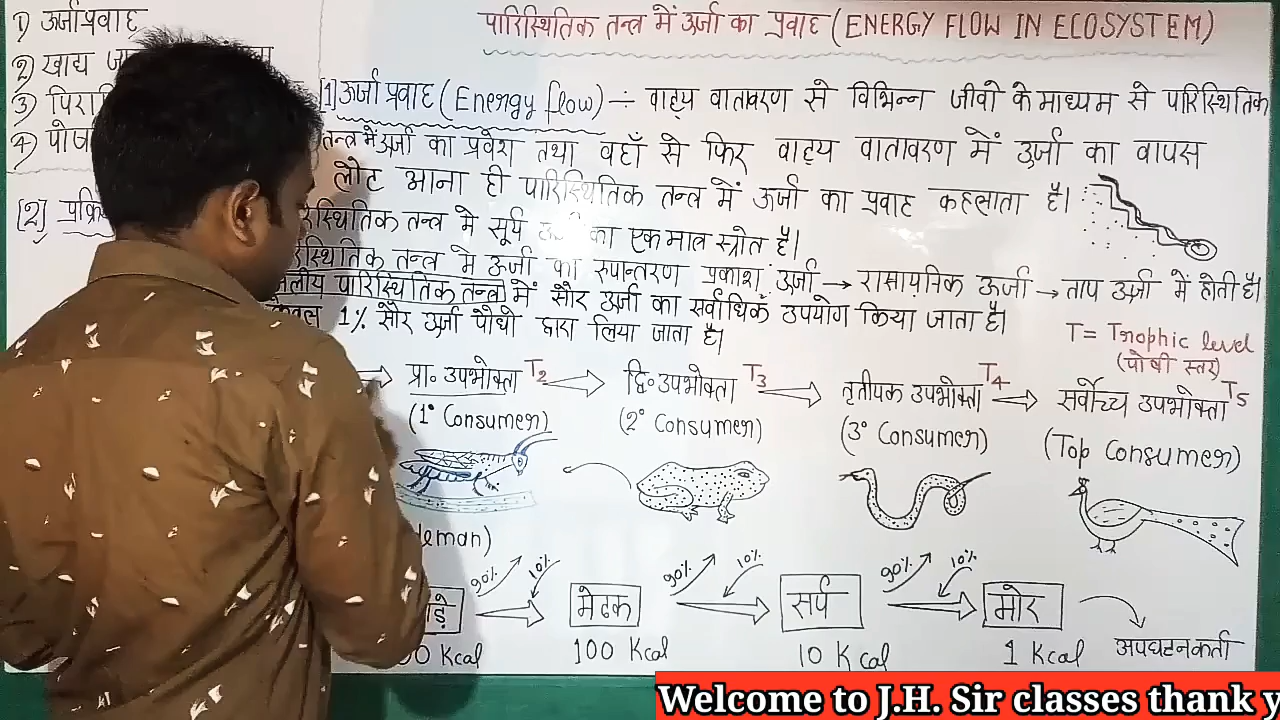 पारिस्थितिक तन्त्र में ऊर्जा का प्रवाह (ENERGY FLOW IN ECOSYSTEM)
1) ऊर्जाप्रवाह
2) खाद्य
3) पिरा
4) पोज
[1] ऊर्जा प्रवाह (Energy flow) ÷ वाह्य वातावरण से विभिन्न जीवो के माध्यम से पारिस्थितिक
तन्त्र में ऊर्जा का प्रवेश तथा वहाँ से फिर वाह्य वातावरण में ऊर्जा का वापस
लौट आना ही पारिस्थितिक तन्त्र में ऊर्जा का प्रवाह कहलाता है।
[2] प्रक्रि
रिस्थितिक तन्त्र मे सूर्य का एकमात्र स्रोत है।
रिस्थितिक तन्त्र मे ऊर्जा का रुपान्तरण प्रकाश ऊर्जा → रासायनिक ऊर्जा → ताप ऊर्जा में होती है।
जलीय पारिस्थितिक तन्त्रो में सौर ऊर्जा का सर्वाधिक उपयोग किया जाता है।
1% सौर ऊर्जा पौधो द्वारा लिया जाता है।
T = Trophic level
(पोषी स्तर)
प्रा॰ उपभोक्ता T2 द्वि॰ उपभोक्ता T3 तृतीयक उपभोक्ता T4 सर्वोच्च उपभोक्ता T5
(1° Consumer) (2° Consumer) (3° Consumer) (Top Consumer)
deman)
90% 10% 90% 10% 90% 10%
ड़े मेढक सर्प मोर
00 Kcal 100 Kcal 10 Kcal 1 Kcal अपघटनकर्ता
Welcome to J.H. Sir classes thank y